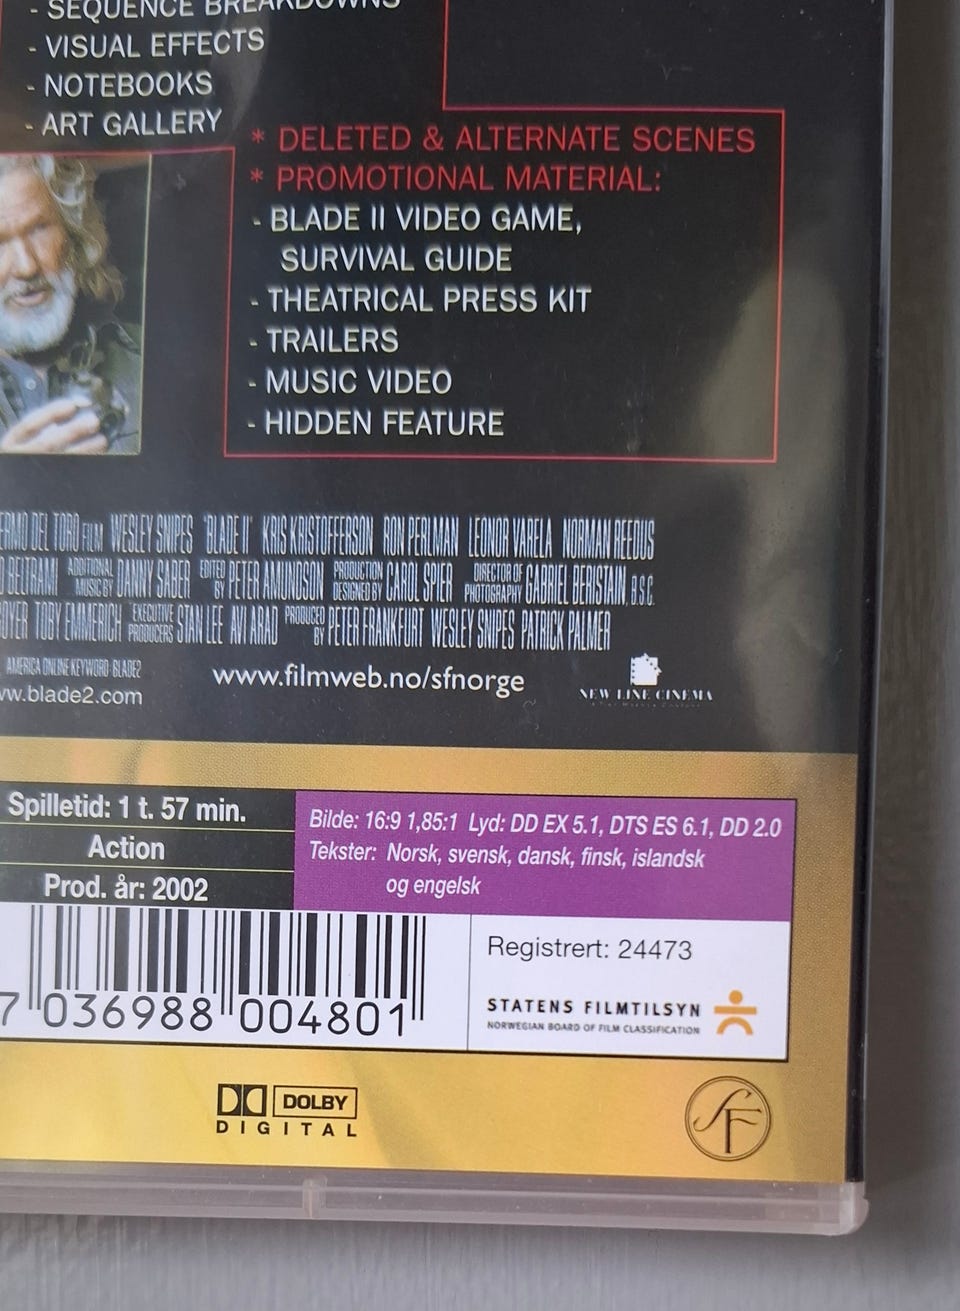 - SEQUENCE BREAKDOWNS
- VISUAL EFFECTS
- NOTEBOOKS
- ART GALLERY
* DELETED & ALTERNATE SCENES
* PROMOTIONAL MATERIAL:
- BLADE II VIDEO GAME,
SURVIVAL GUIDE
- THEATRICAL PRESS KIT
- TRAILERS
- MUSIC VIDEO
- HIDDEN FEATURE
DEL TORO FILM WESLEY SNIPES "BLADE II" KRIS KRISTOFFERSON RON PERLMAN LEONOR VARELA NORMAN REEDUS
BELTRAMI ADDITIONAL MUSIC BY DANNY SABER EDITED BY PETER AMUNDSON PRODUCTION DESIGNED BY CAROL SPIER DIRECTOR OF PHOTOGRAPHY GABRIEL BERISTAIN, B.S.C.
TOBY EMMERICH EXECUTIVE PRODUCERS STAN LEE AVI ARAD PRODUCED BY PETER FRANKFURT WESLEY SNIPES PATRICK PALMER
AMERICA ONLINE KEYWORD: BLADE2
ww.blade2.com
www.filmweb.no/sfnorge
NEW LINE CINEMA
Spilletid: 1 t. 57 min.
Action
Prod. år: 2002
Bilde: 16:9 1,85:1 Lyd: DD EX 5.1, DTS ES 6.1, DD 2.0
Tekster: Norsk, svensk, dansk, finsk, islandsk
og engelsk
7 036988 004801
Registrert: 24473
STATENS FILMTILSYN
NORWEGIAN BOARD OF FILM CLASSIFICATION
DOLBY
DIGITAL
SF